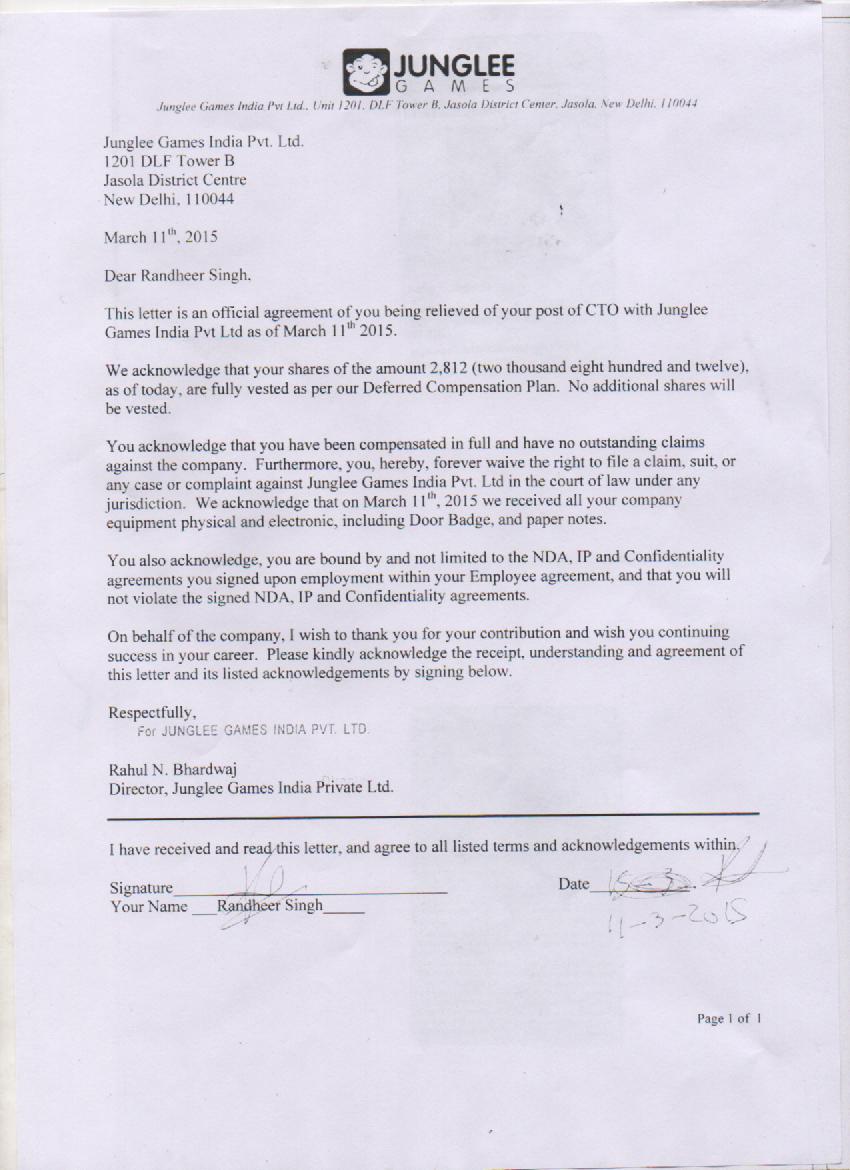 JUNGLEE
GAMES
Junglee Games India Pvt Ltd., Unit 1201, DLF Tower B, Jasola District Center, Jasola, New Delhi, 110044
Junglee Games India Pvt. Ltd.
1201 DLF Tower B
Jasola District Centre
New Delhi, 110044
March 11th, 2015
Dear Randheer Singh,
This letter is an official agreement of you being relieved of your post of CTO with Junglee
Games India Pvt Ltd as of March 11th 2015.
We acknowledge that your shares of the amount 2,812 (two thousand eight hundred and twelve),
as of today, are fully vested as per our Deferred Compensation Plan. No additional shares will
be vested.
You acknowledge that you have been compensated in full and have no outstanding claims
against the company. Furthermore, you, hereby, forever waive the right to file a claim, suit, or
any case or complaint against Junglee Games India Pvt. Ltd in the court of law under any
jurisdiction. We acknowledge that on March 11th, 2015 we received all your company
equipment physical and electronic, including Door Badge, and paper notes.
You also acknowledge, you are bound by and not limited to the NDA, IP and Confidentiality
agreements you signed upon employment within your Employee agreement, and that you will
not violate the signed NDA, IP and Confidentiality agreements.
On behalf of the company, I wish to thank you for your contribution and wish you continuing
success in your career. Please kindly acknowledge the receipt, understanding and agreement of
this letter and its listed acknowledgements by signing below.
Respectfully,
For JUNGLEE GAMES INDIA PVT. LTD.
Rahul N. Bhardwaj
Director, Junglee Games India Private Ltd.
I have received and read this letter, and agree to all listed terms and acknowledgements within.
Signature Date
Your Name Randheer Singh
11-3-2015
Page 1 of 1